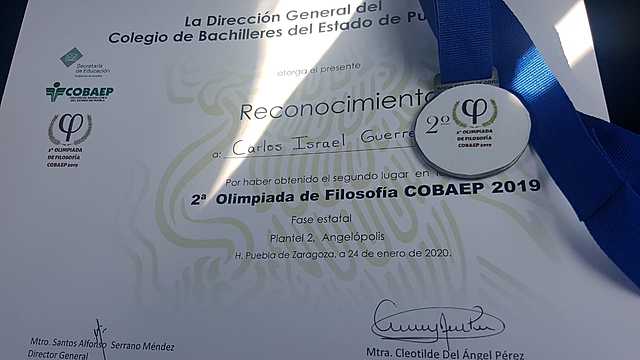 La Dirección General del
Colegio de Bachilleres del Estado de
Secretaría
de Educación
otorga el presente
COBAEP
Reconocimiento
a: Carlos Israel
2ª OLIMPIADA
DE FILOSOFÍA
COBAEP 2019
2º
2ª OLIMPIADA
DE FILOSOFÍA
COBAEP 2019
Por haber obtenido el segundo lugar en
2ª Olimpiada de Filosofía COBAEP 2019
Fase estatal
Plantel 2, Angelópolis
H. Puebla de Zaragoza, a 24 de enero de 2020.
Mtro. Santos Alfonso Serrano Méndez
Director General
Mtra. Cleotilde Del Ángel Pérez